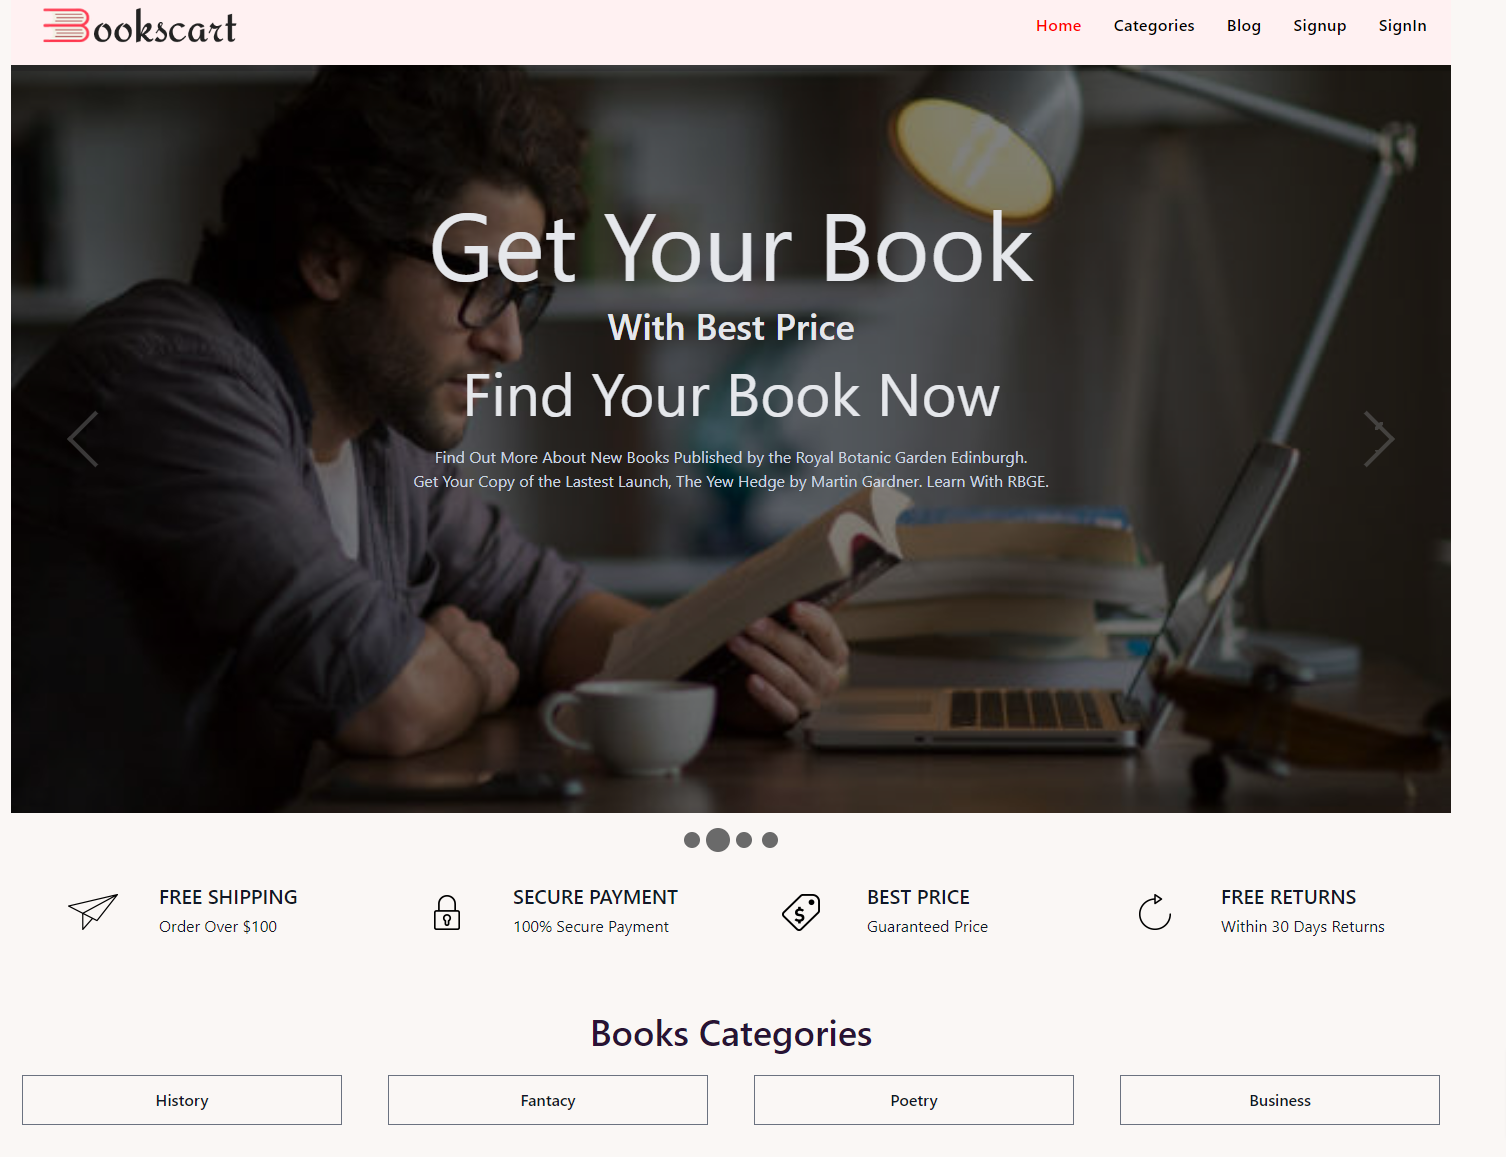 Bookscart
Home Categories Blog Signup SignIn
Get Your Book
With Best Price
Find Your Book Now
Find Out More About New Books Published by the Royal Botanic Garden Edinburgh.
Get Your Copy of the Lastest Launch, The Yew Hedge by Martin Gardner. Learn With RBGE.
FREE SHIPPING
Order Over $100
SECURE PAYMENT
100% Secure Payment
BEST PRICE
Guaranteed Price
FREE RETURNS
Within 30 Days Returns
Books Categories
History
Fantacy
Poetry
Business